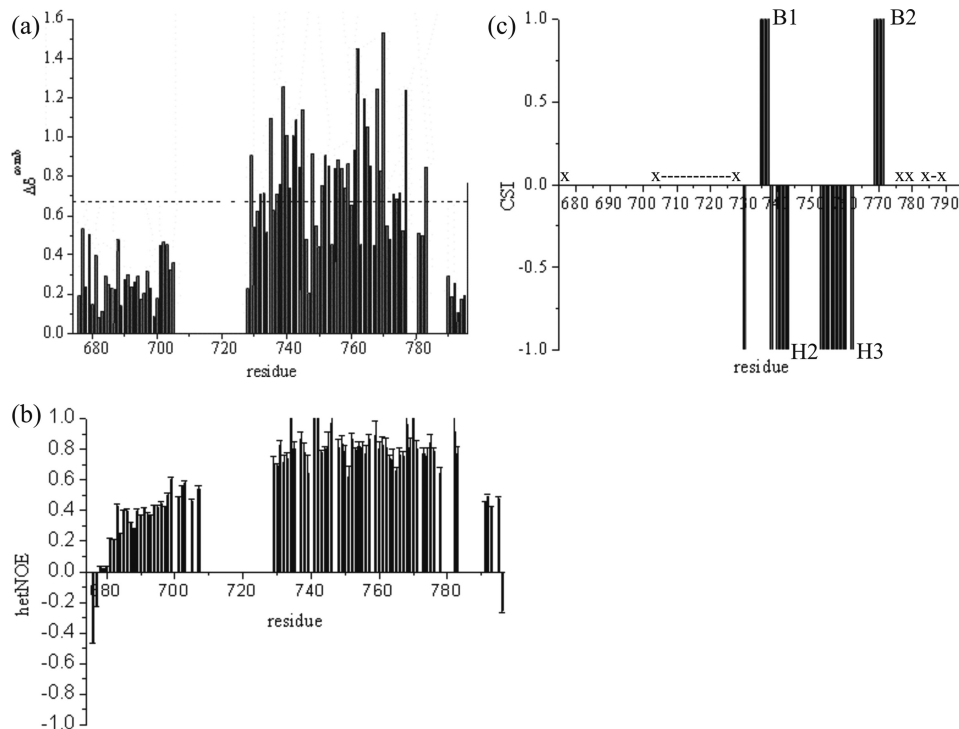 (a)
1.6
1.4
1.2
1.0
0.8
0.6
0.4
0.2
0.0
Δδ comb
680 700 720 740 760 780
residue
(b)
1.0
0.8
0.6
0.4
0.2
0.0
-0.2
-0.4
-0.6
-0.8
-1.0
hetNOE
680 700 720 740 760 780
residue
(c)
1.0
0.5
0.0
-0.5
-1.0
CSI
B1 B2
x x-----------x xx x-x
680 690 700 710 720 730 740 750 760 770 780 790
H2 H3
residue